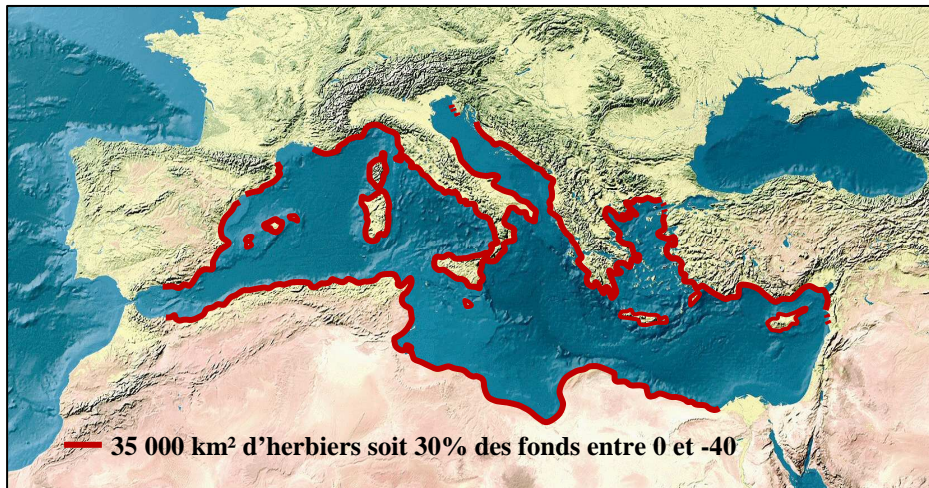 35 000 km² d’herbiers soit 30% des fonds entre 0 et -40